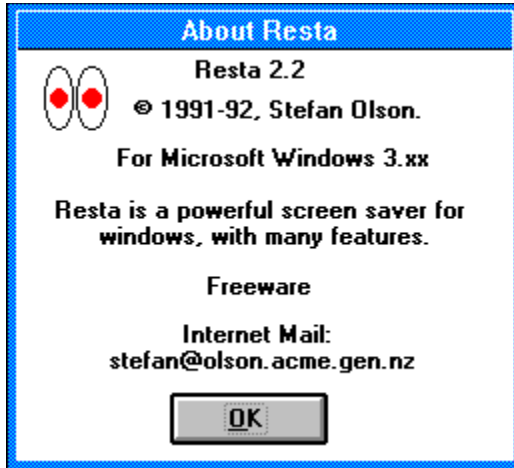 About Resta
Resta 2.2
© 1991-92, Stefan Olson.
For Microsoft Windows 3.xx
Resta is a powerful screen saver for
windows, with many features.
Freeware
Internet Mail:
stefan@olson.acme.gen.nz
OK